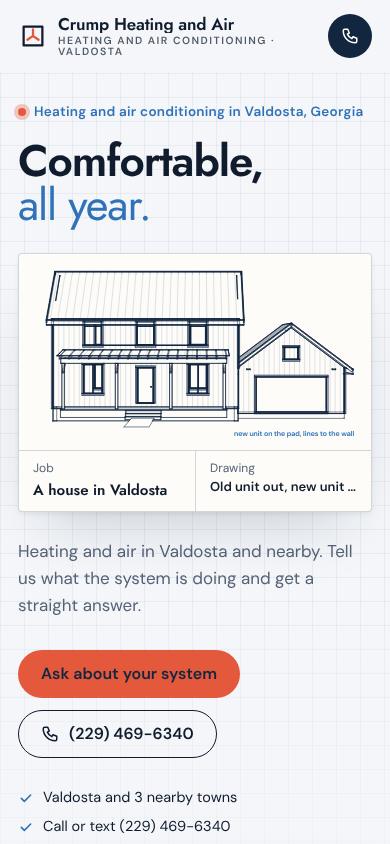 Crump Heating and Air
HEATING AND AIR CONDITIONING ·
VALDOSTA
Heating and air conditioning in Valdosta, Georgia
Comfortable,
all year.
new unit on the pad, lines to the wall
Job
A house in Valdosta
Drawing
Old unit out, new unit ...
Heating and air in Valdosta and nearby. Tell
us what the system is doing and get a
straight answer.
Ask about your system
(229) 469-6340
Valdosta and 3 nearby towns
Call or text (229) 469-6340